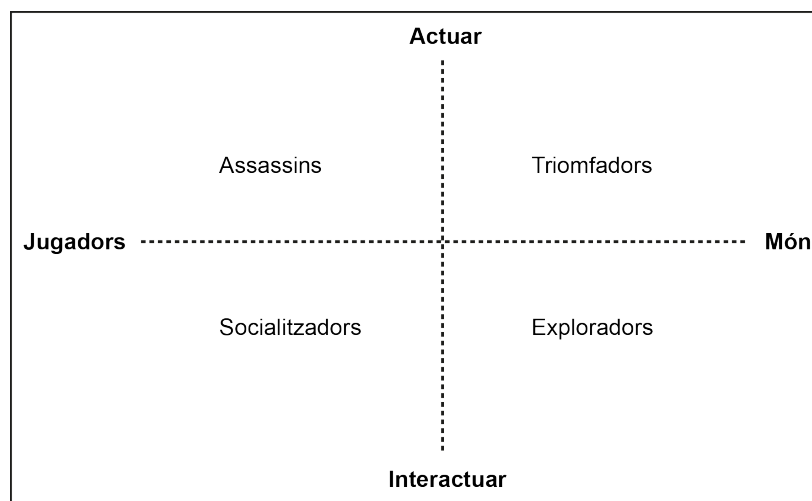 Actuar
Assassins
Triomfadors
Jugadors
Món
Socialitzadors
Exploradors
Interactuar